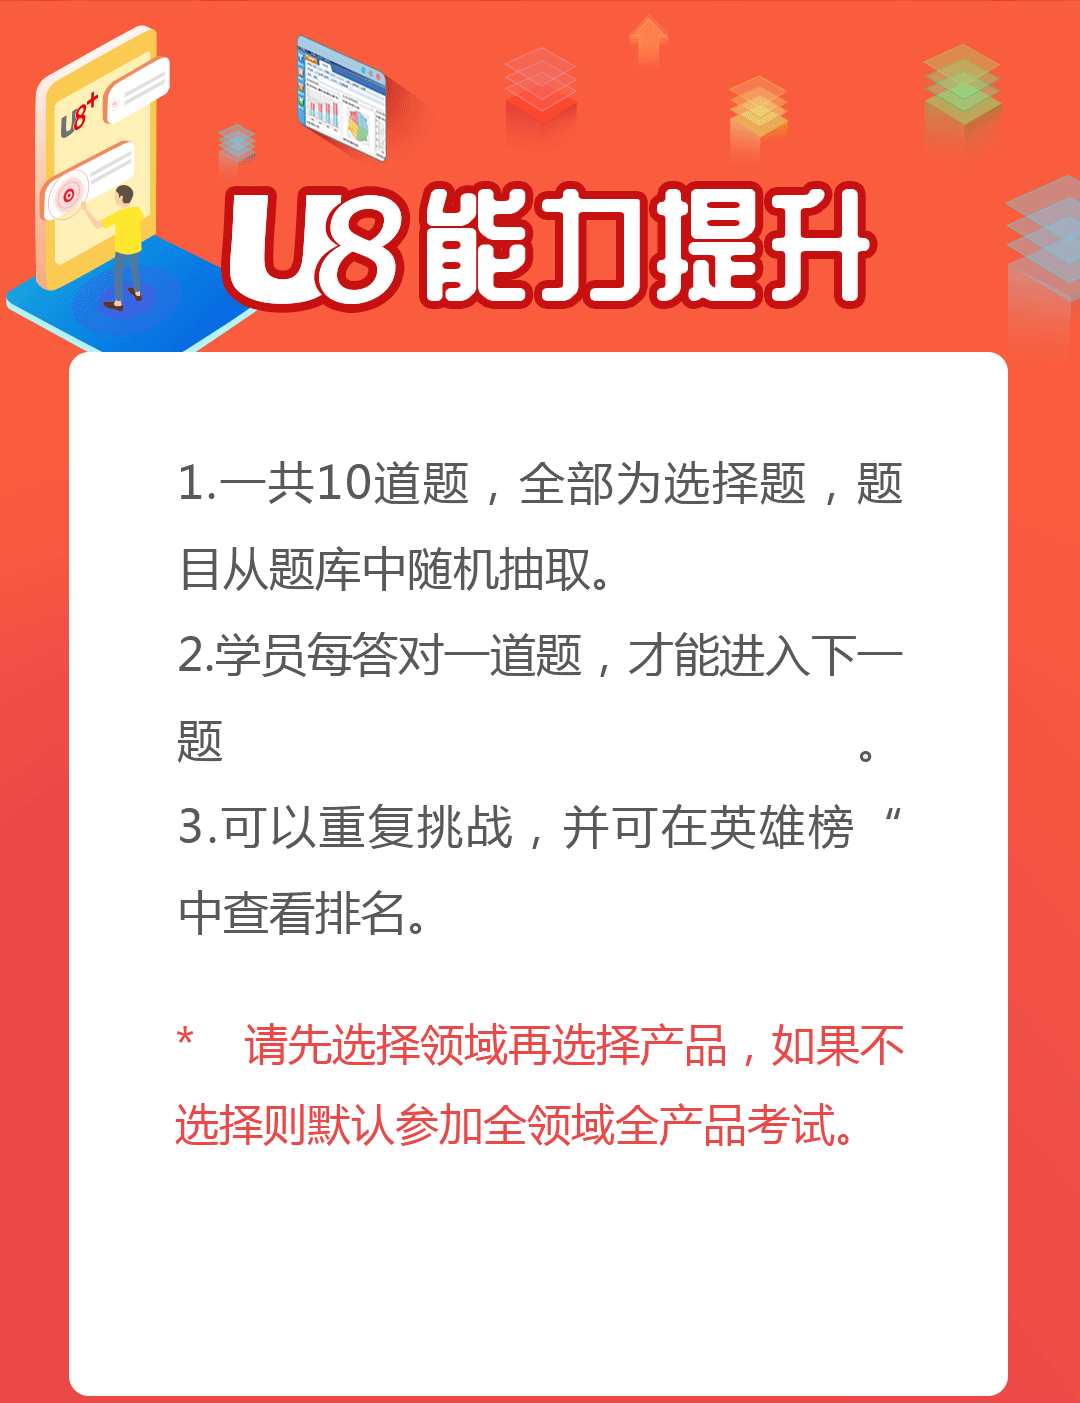 U8+
U8能力提升
1.一共10道题，全部为选择题，题
目从题库中随机抽取。
2.学员每答对一道题，才能进入下一
题。
3.可以重复挑战，并可在英雄榜“
中查看排名。
* 请先选择领域再选择产品，如果不
选择则默认参加全领域全产品考试。